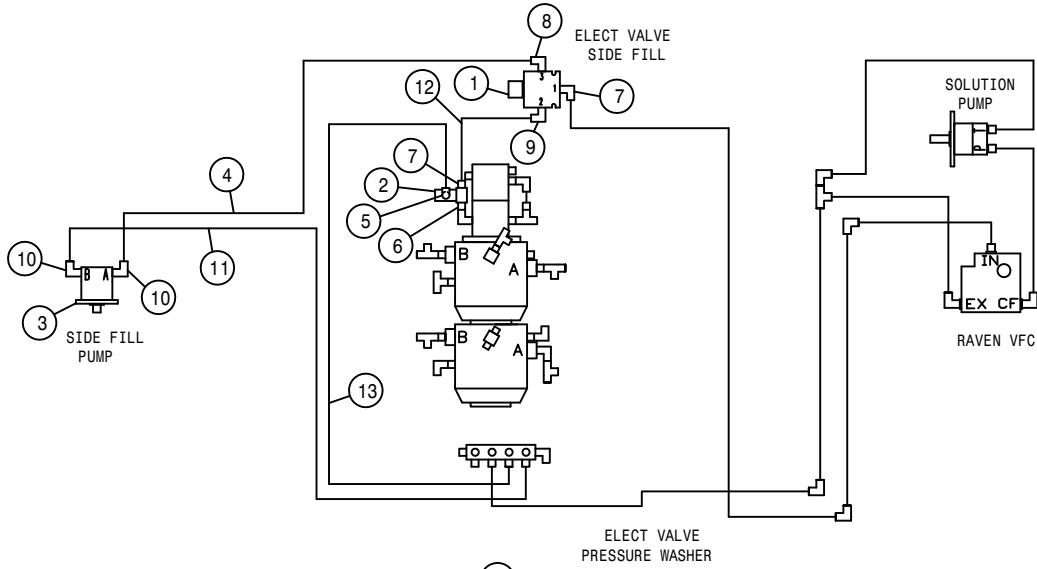 8
ELECT VALVE
SIDE FILL
1
3
1
2
7
12
9
SOLUTION
PUMP
T
P
4
7
2
5
6
11
10
B A
10
3
SIDE FILL
PUMP
B
A
IN
EX CF
RAVEN VFC
B
A
13
ELECT VALVE
PRESSURE WASHER